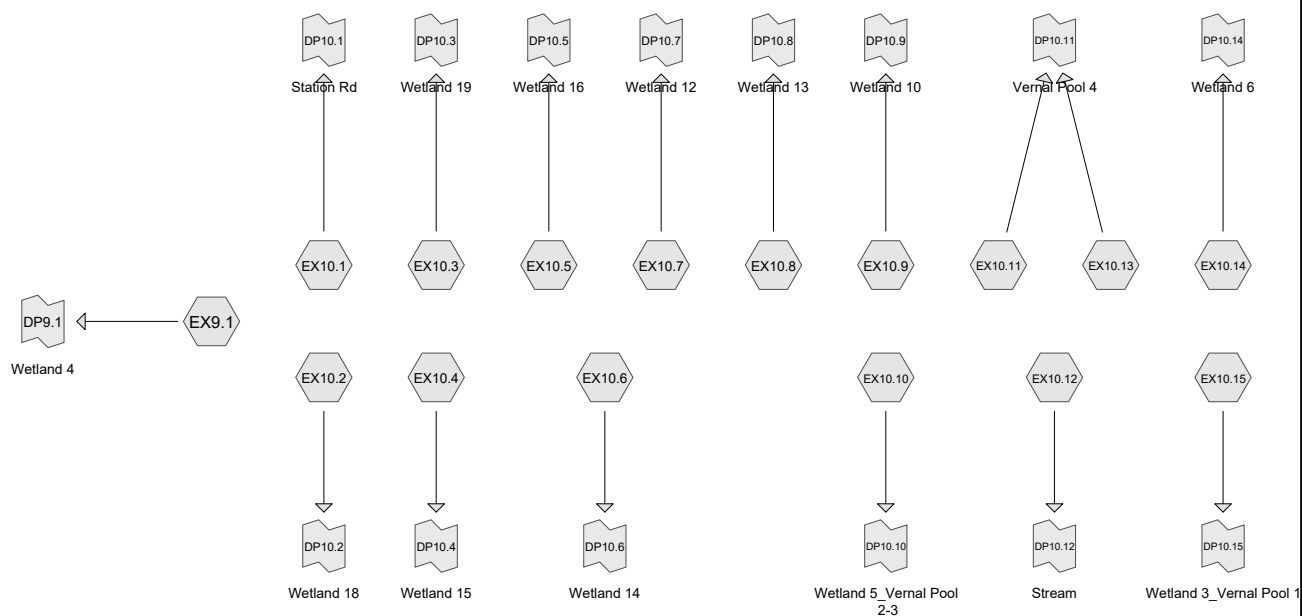 DP10.1
DP10.3
DP10.5
DP10.7
DP10.8
DP10.9
DP10.11
DP10.14
Station Rd
Wetland 19
Wetland 16
Wetland 12
Wetland 13
Wetland 10
Vernal Pool 4
Wetland 6
EX10.1
EX10.3
EX10.5
EX10.7
EX10.8
EX10.9
EX10.11
EX10.13
EX10.14
DP9.1
EX9.1
Wetland 4
EX10.2
EX10.4
EX10.6
EX10.10
EX10.12
EX10.15
DP10.2
DP10.4
DP10.6
DP10.10
DP10.12
DP10.15
Wetland 18
Wetland 15
Wetland 14
Wetland 5_Vernal Pool
2-3
Stream
Wetland 3_Vernal Pool 1